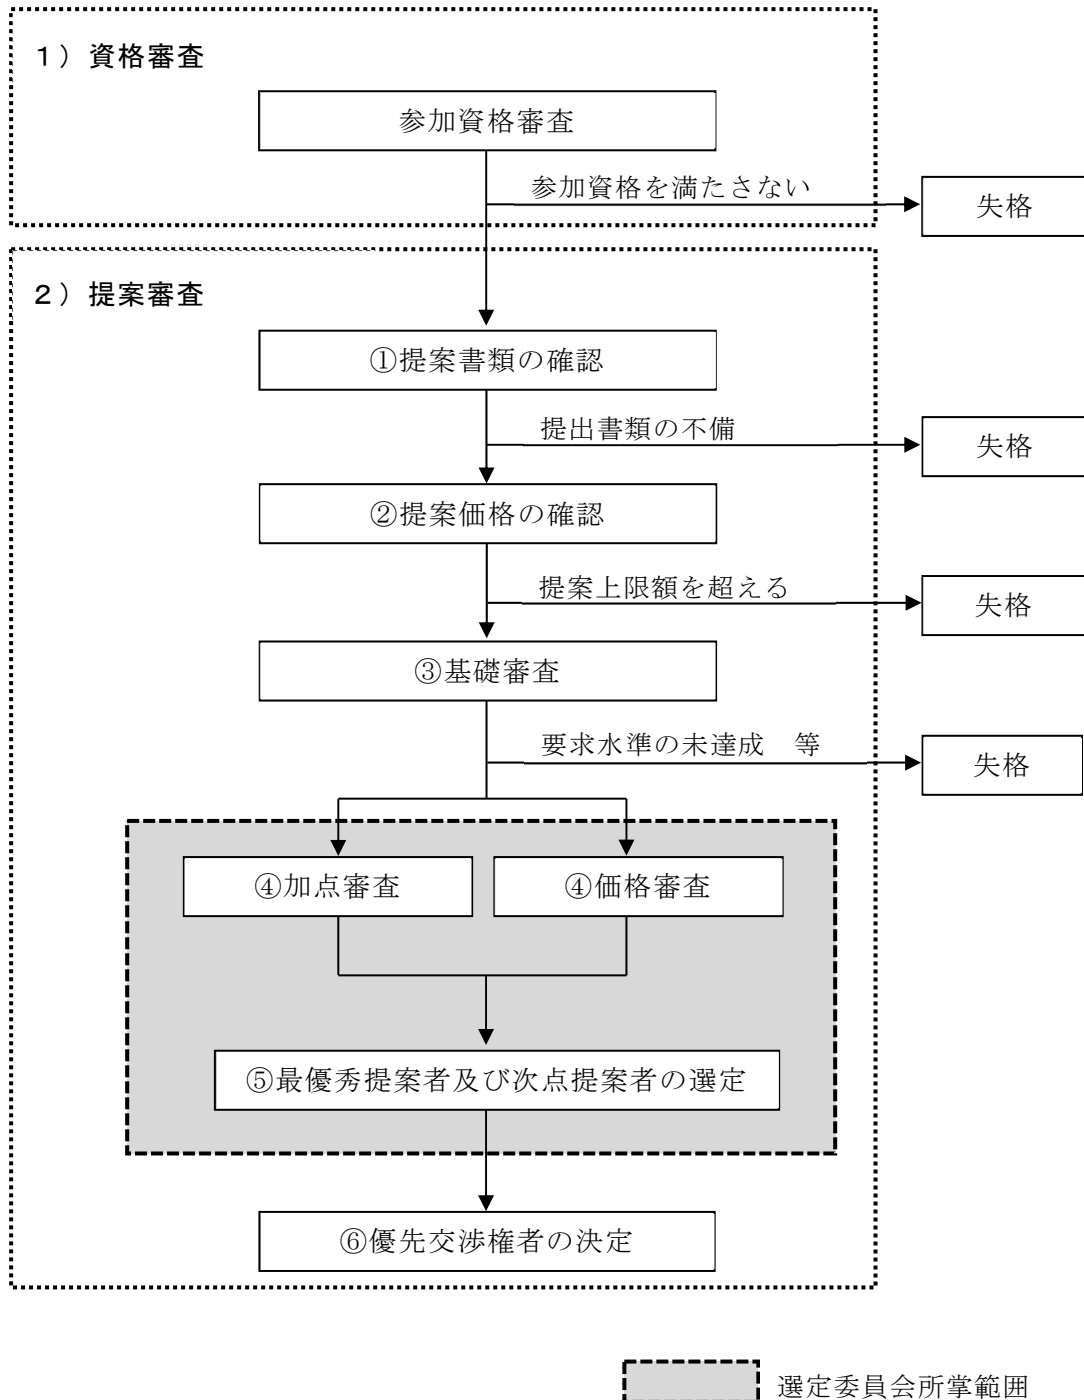 １）資格審査
参加資格審査
参加資格を満たさない
失格
２）提案審査
①提案書類の確認
提出書類の不備
失格
②提案価格の確認
提案上限額を超える
失格
③基礎審査
要求水準の未達成　等
失格
④加点審査
④価格審査
⑤最優秀提案者及び次点提案者の選定
⑥優先交渉権者の決定
選定委員会所掌範囲